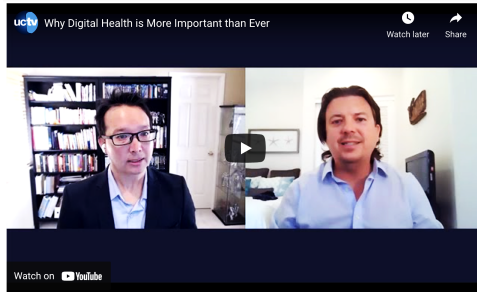 uctv
Why Digital Health is More Important than Ever
Watch later
Share
Watch on YouTube